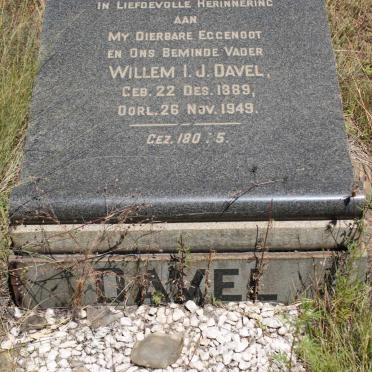 In Liefdevolle Herinnering
aan
My Dierbare Eggenoot
en Ons Beminde Vader
Willem I. J. Davel,
Geb. 22 Des. 1889,
Oorl. 26 Nov. 1949.
Gez. 180 : 5.
DAVEL